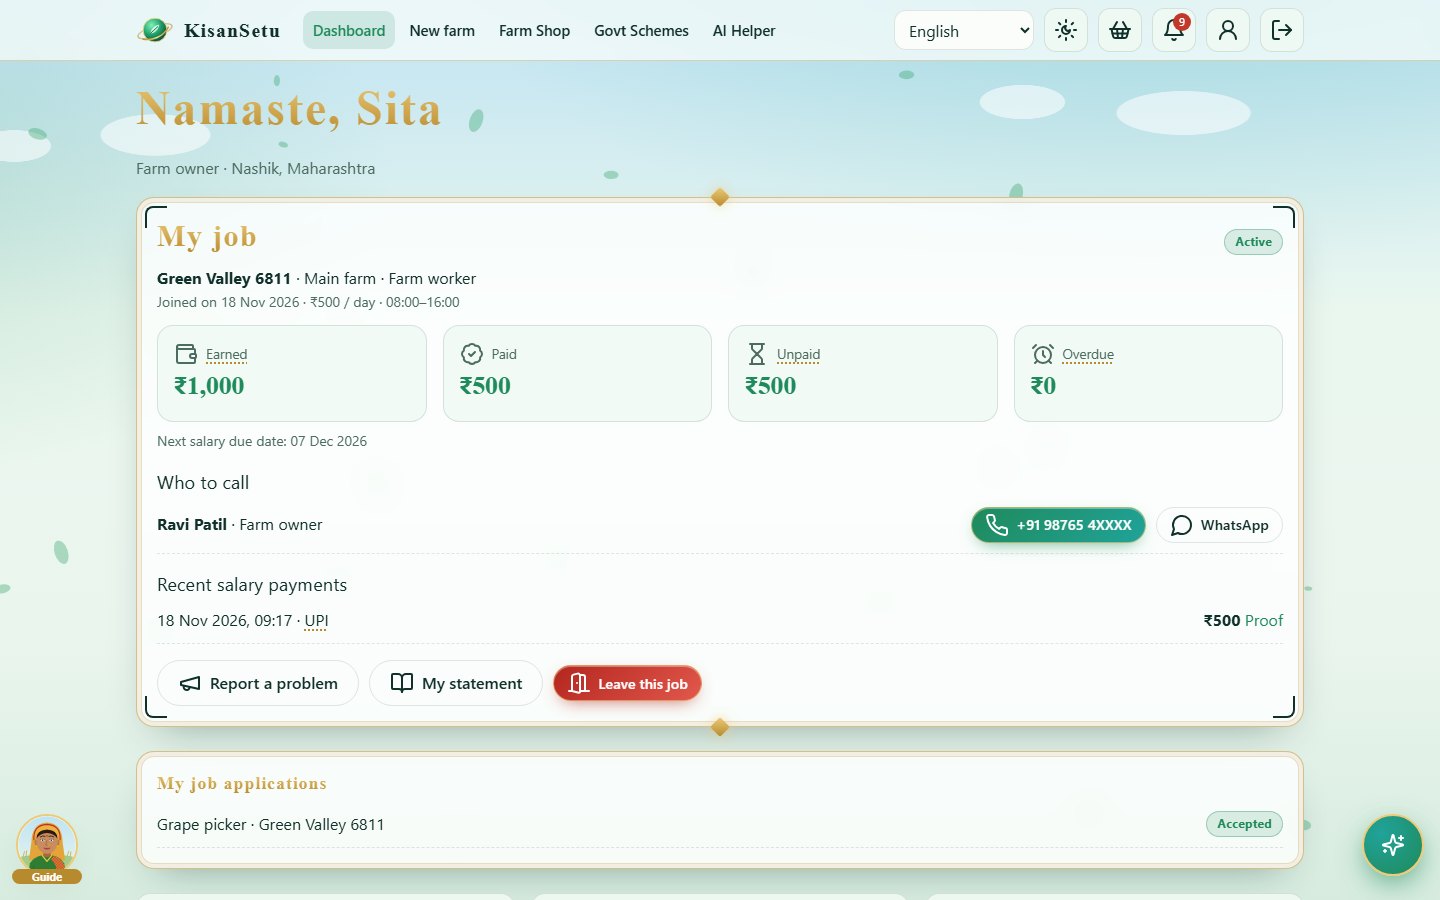 KisanSetu
Dashboard
New farm
Farm Shop
Govt Schemes
AI Helper
English
9
Namaste, Sita
Farm owner · Nashik, Maharashtra
My job
Active
Green Valley 6811 · Main farm · Farm worker
Joined on 18 Nov 2026 · ₹500 / day · 08:00–16:00
Earned
₹1,000
Paid
₹500
Unpaid
₹500
Overdue
₹0
Next salary due date: 07 Dec 2026
Who to call
Ravi Patil · Farm owner
+91 98765 4XXXX
WhatsApp
Recent salary payments
18 Nov 2026, 09:17 · UPI
₹500 Proof
Report a problem
My statement
Leave this job
My job applications
Grape picker · Green Valley 6811
Accepted
Guide